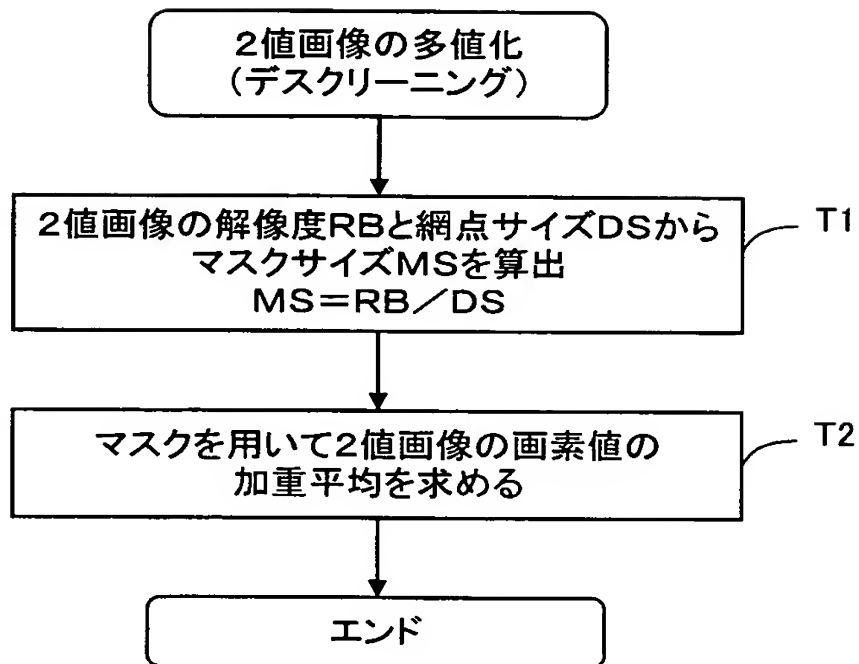 2値画像の多値化
(デスクリーニング)
2値画像の解像度RBと網点サイズDSから
マスクサイズMSを算出
MS=RB/DS
T1
マスクを用いて2値画像の画素値の
加重平均を求める
T2
エンド